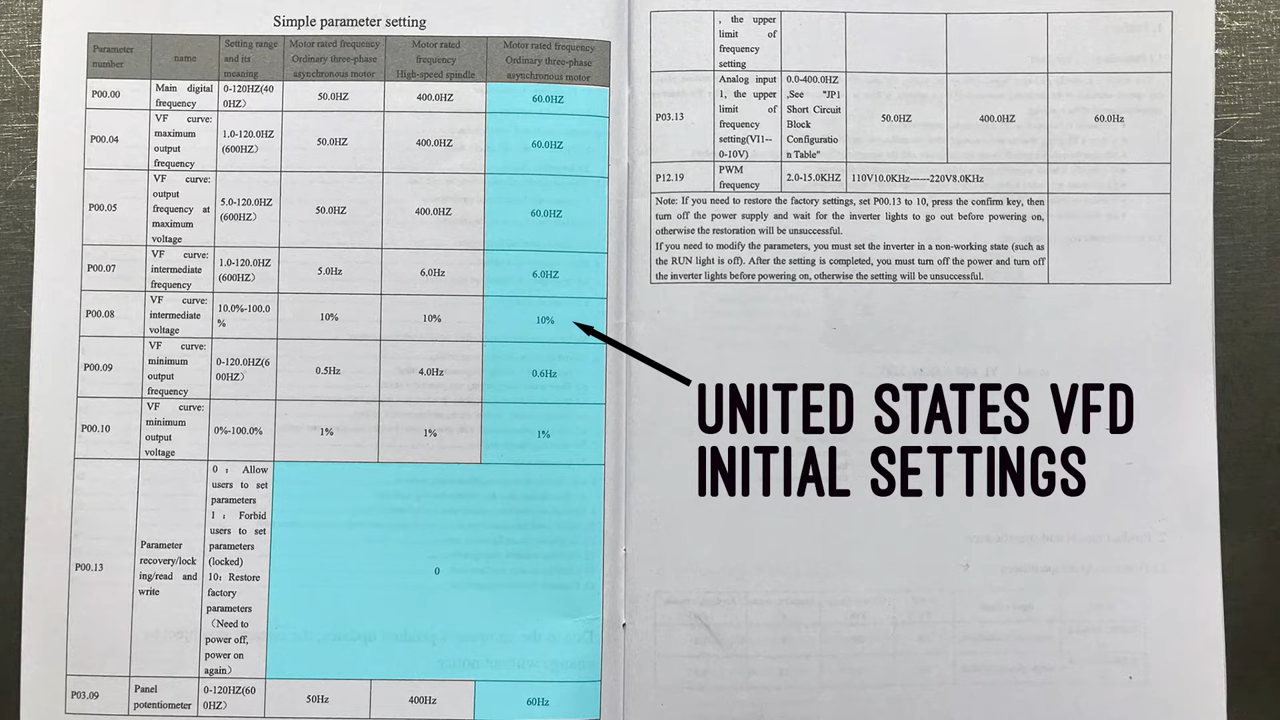 Simple parameter setting
Parameter number
name
Setting range and its meaning
Motor rated frequency Ordinary three-phase asynchronous motor
Motor rated frequency High-speed spindle
Motor rated frequency Ordinary three-phase asynchronous motor
P00.00
Main digital frequency
0-120HZ(400HZ）
50.0HZ
400.0HZ
60.0HZ
P00.04
VF curve: maximum output frequency
1.0-120.0HZ (600HZ）
50.0HZ
400.0HZ
60.0HZ
P00.05
VF curve: output frequency at maximum voltage
5.0-120.0HZ (600HZ）
50.0HZ
400.0HZ
60.0HZ
P00.07
VF curve: intermediate frequency
1.0-120.0HZ (600HZ）
5.0Hz
6.0Hz
6.0HZ
P00.08
VF curve: intermediate voltage
10.0%-100.0%
10%
10%
10%
P00.09
VF curve: minimum output frequency
0-120.0HZ(600HZ）
0.5Hz
4.0Hz
0.6Hz
P00.10
VF curve: minimum output voltage
0%-100.0%
1%
1%
1%
P00.13
Parameter recovery/locking/read and write
0： Allow users to set parameters
1： Forbid users to set parameters (locked)
10: Restore factory parameters
（Need to power off, power on again）
0
P03.09
Panel potentiometer
0-120HZ(600HZ）
50Hz
400Hz
60Hz
, the upper limit of frequency setting
P03.13
Analog input 1, the upper limit of frequency setting(VI1--0-10V)
0.0-400.0HZ ,See "JP1 Short Circuit Block Configuration Table"
50.0HZ
400.0HZ
60.0Hz
P12.19
PWM frequency
2.0-15.0KHZ
110V10.0KHz------220V8.0KHz
Note: If you need to restore the factory settings, set P00.13 to 10, press the confirm key, then
turn off the power supply and wait for the inverter lights to go out before powering on,
otherwise the restoration will be unsuccessful.
If you need to modify the parameters, you must set the inverter in a non-working state (such as
the RUN light is off). After the setting is completed, you must turn off the power and turn off
the inverter lights before powering on, otherwise the setting will be unsuccessful.
UNITED STATES VFD
INITIAL SETTINGS